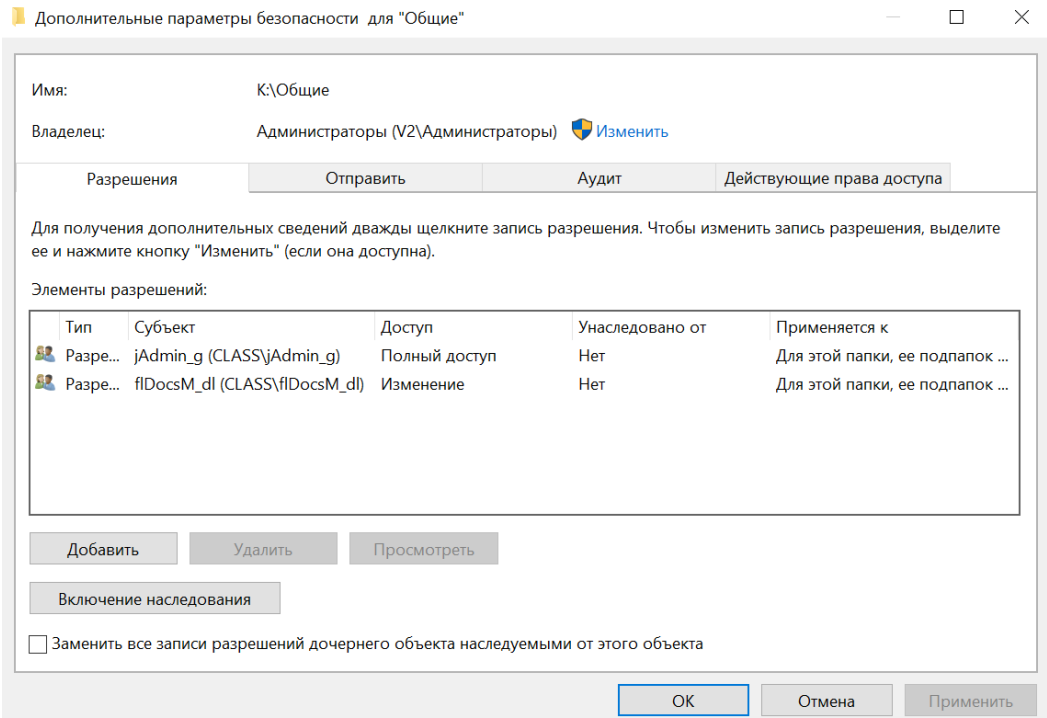 Дополнительные параметры безопасности для "Общие"
Имя: K:\Общие
Владелец: Администраторы (V2\Администраторы) Изменить
Разрешения Отправить Аудит Действующие права доступа
Для получения дополнительных сведений дважды щелкните запись разрешения. Чтобы изменить запись разрешения, выделите
ее и нажмите кнопку "Изменить" (если она доступна).
Элементы разрешений:
Тип Субъект Доступ Унаследовано от Применяется к
Разре... jAdmin_g (CLASS\jAdmin_g) Полный доступ Нет Для этой папки, ее подпапок ...
Разре... flDocsM_dl (CLASS\flDocsM_dl) Изменение Нет Для этой папки, ее подпапок ...
Добавить Удалить Просмотреть
Включение наследования
Заменить все записи разрешений дочернего объекта наследуемыми от этого объекта
ОК Отмена Применить